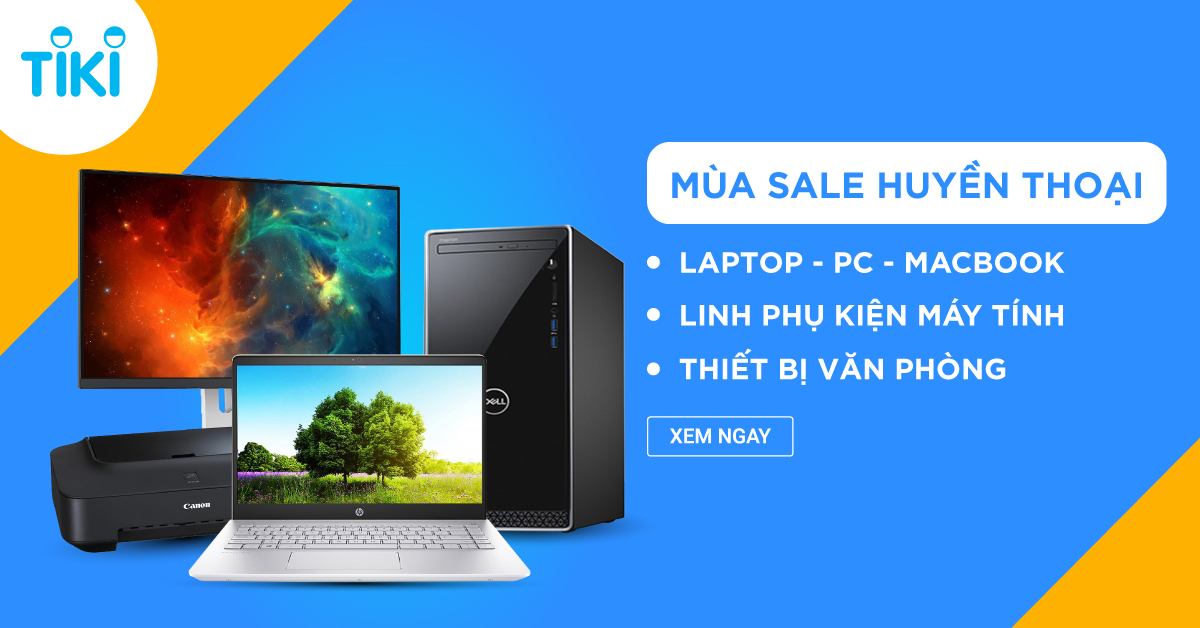 TIKI
MÙA SALE HUYỀN THOẠI
LAPTOP - PC - MACBOOK
LINH PHỤ KIỆN MÁY TÍNH
THIẾT BỊ VĂN PHÒNG
XEM NGAY
DELL
Canon
hp